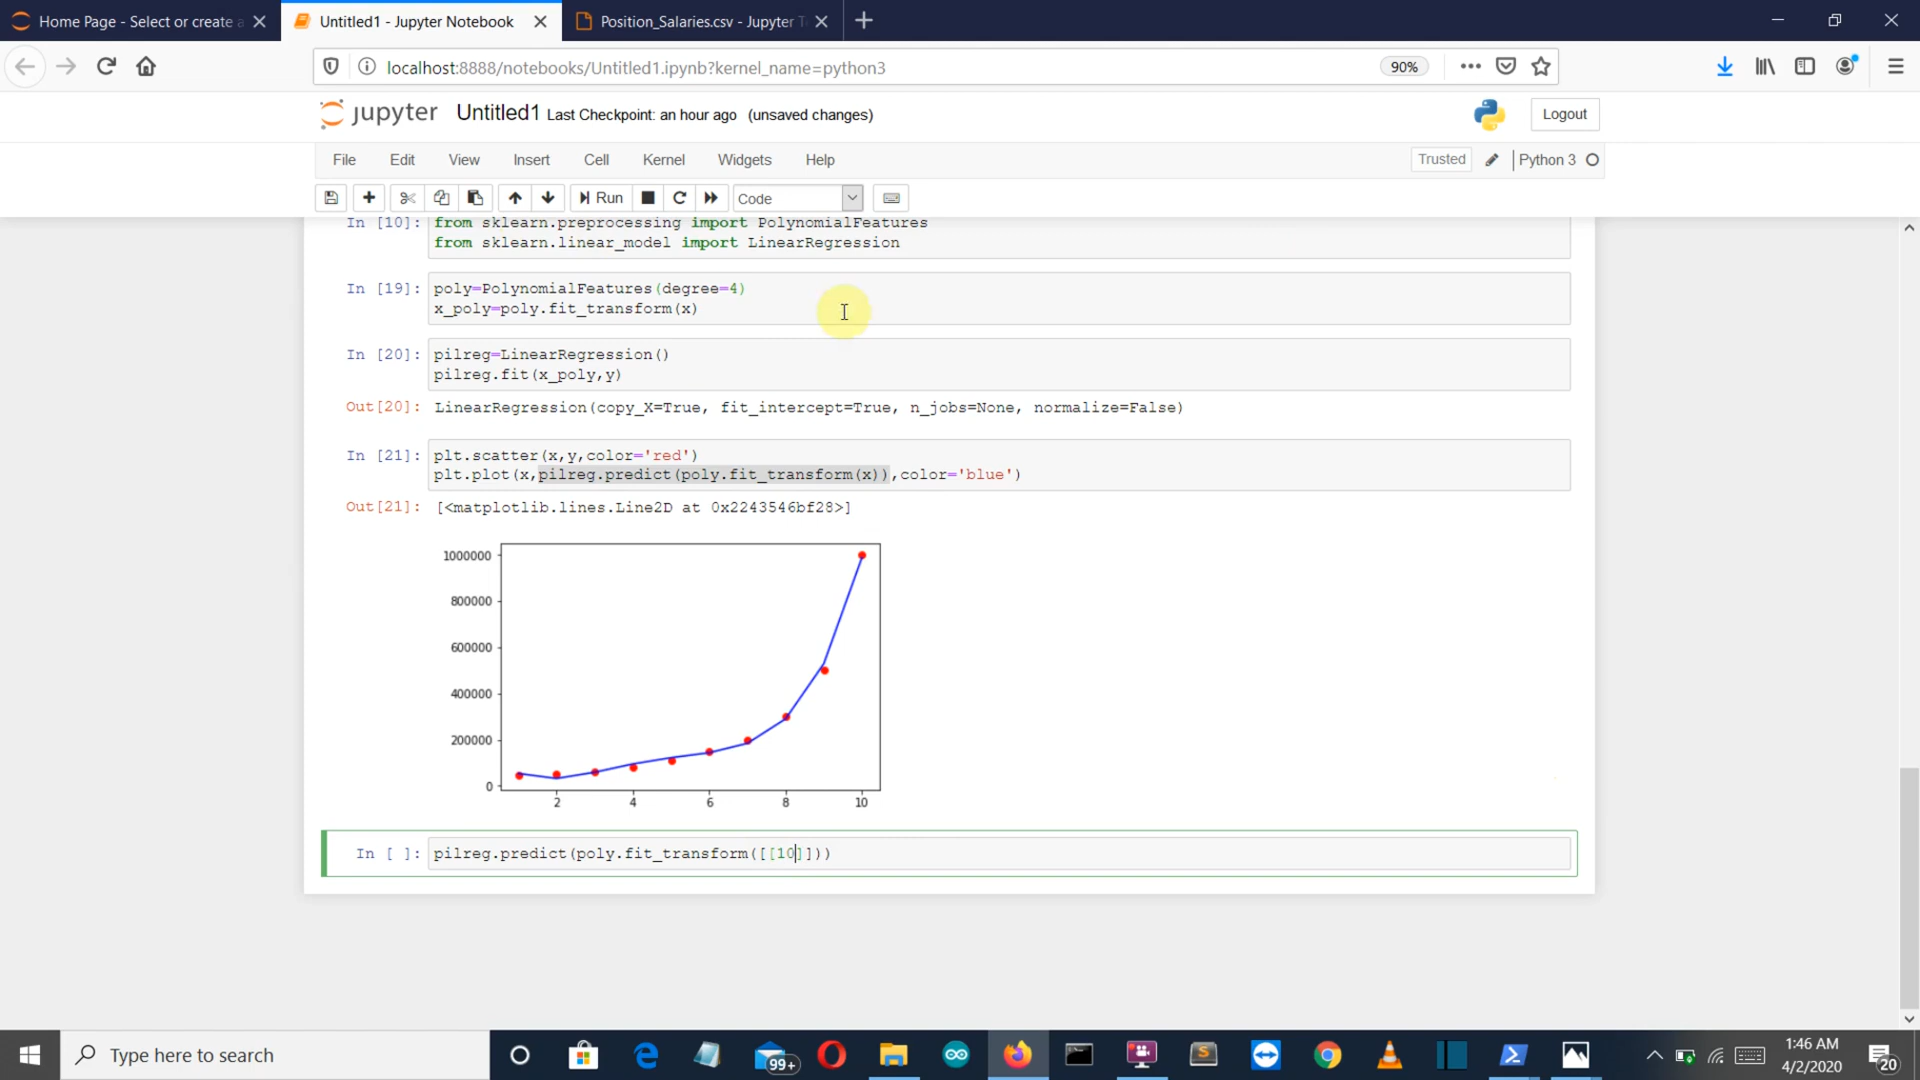 Home Page - Select or create a
Untitled1 - Jupyter Notebook
Position_Salaries.csv - Jupyter T
localhost:8888/notebooks/Untitled1.ipynb?kernel_name=python3
90%
jupyter
Untitled1 Last Checkpoint: an hour ago (unsaved changes)
Logout
File Edit View Insert Cell Kernel Widgets Help
Trusted
Python 3
Run
Code
In [10]: from sklearn.preprocessing import PolynomialFeatures
from sklearn.linear_model import LinearRegression
In [19]: poly=PolynomialFeatures(degree=4)
x_poly=poly.fit_transform(x)
In [20]: pilreg=LinearRegression()
pilreg.fit(x_poly,y)
Out[20]: LinearRegression(copy_X=True, fit_intercept=True, n_jobs=None, normalize=False)
In [21]: plt.scatter(x,y,color='red')
plt.plot(x,pilreg.predict(poly.fit_transform(x)),color='blue')
Out[21]: [<matplotlib.lines.Line2D at 0x2243546bf28>]
1000000
800000
600000
400000
200000
0
2 4 6 8 10
In [ ]: pilreg.predict(poly.fit_transform([[10]]))
Type here to search
99+
1:46 AM
4/2/2020
20